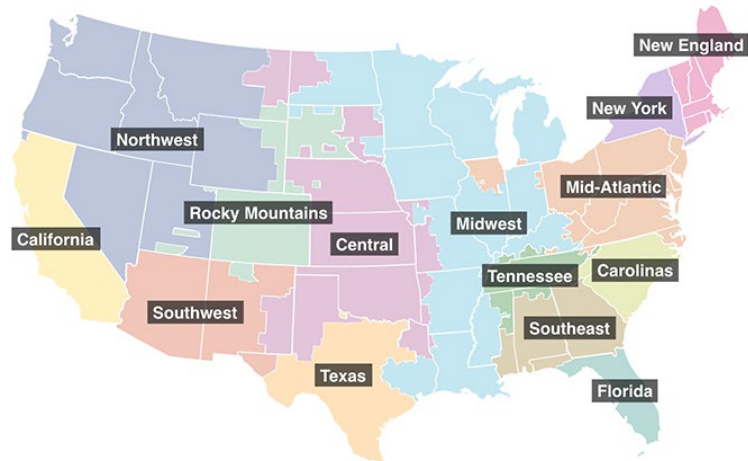 New England
New York
Northwest
Mid-Atlantic
Rocky Mountains
Midwest
California
Central
Tennessee
Carolinas
Southwest
Southeast
Texas
Florida